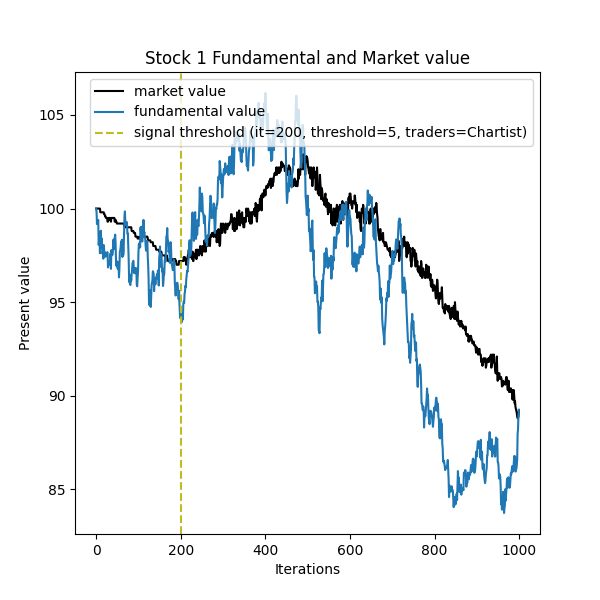 Stock 1 Fundamental and Market value
market value
fundamental value
signal threshold (it=200, threshold=5, traders=Chartist)
105
100
95
90
85
Present value
0 200 400 600 800 1000
Iterations